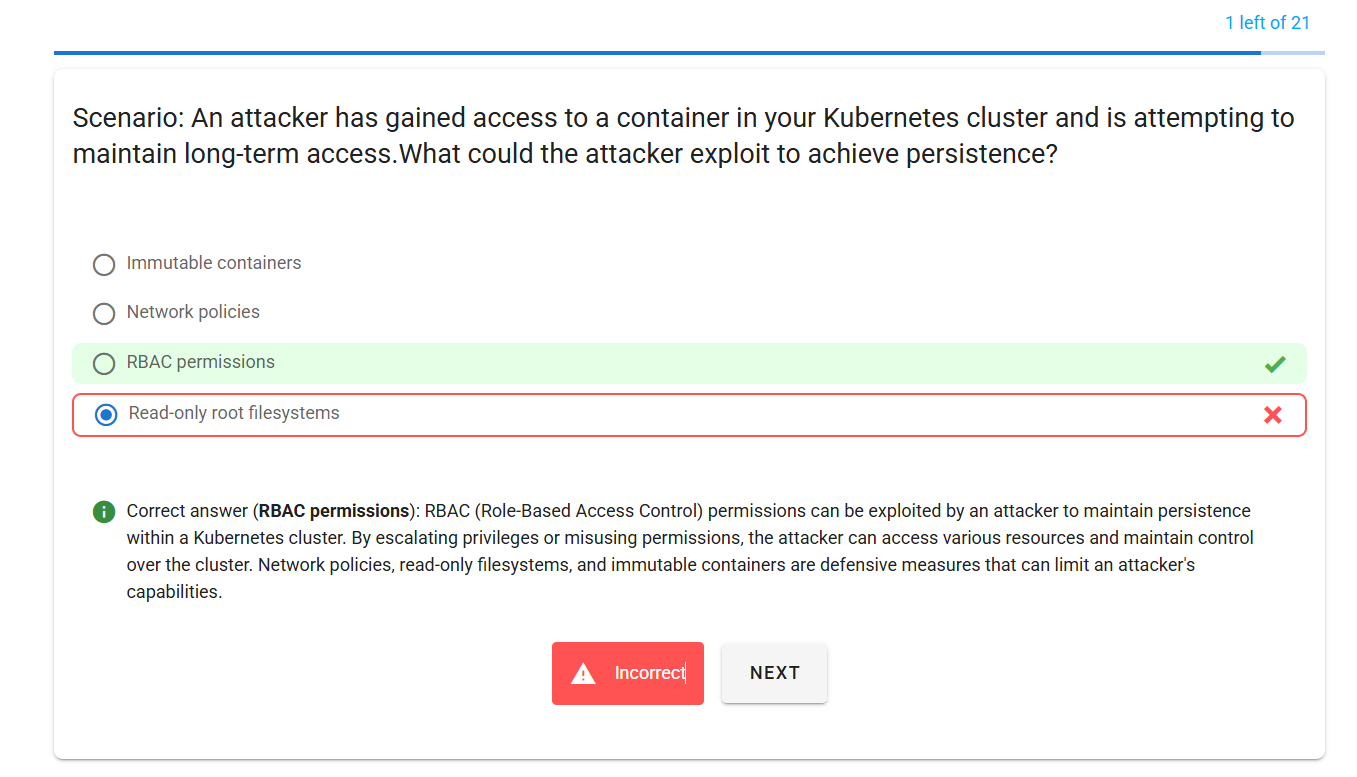 1 left of 21
Scenario: An attacker has gained access to a container in your Kubernetes cluster and is attempting to
maintain long-term access.What could the attacker exploit to achieve persistence?
Immutable containers
Network policies
RBAC permissions
Read-only root filesystems
Correct answer (RBAC permissions): RBAC (Role-Based Access Control) permissions can be exploited by an attacker to maintain persistence
within a Kubernetes cluster. By escalating privileges or misusing permissions, the attacker can access various resources and maintain control
over the cluster. Network policies, read-only filesystems, and immutable containers are defensive measures that can limit an attacker's
capabilities.
Incorrect
NEXT